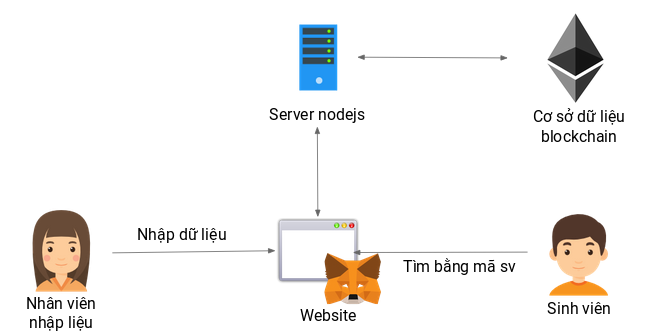 Server nodejs
Cơ sở dữ liệu
blockchain
Nhập dữ liệu
Tìm bằng mã sv
Nhân viên
nhập liệu
Website
Sinh viên